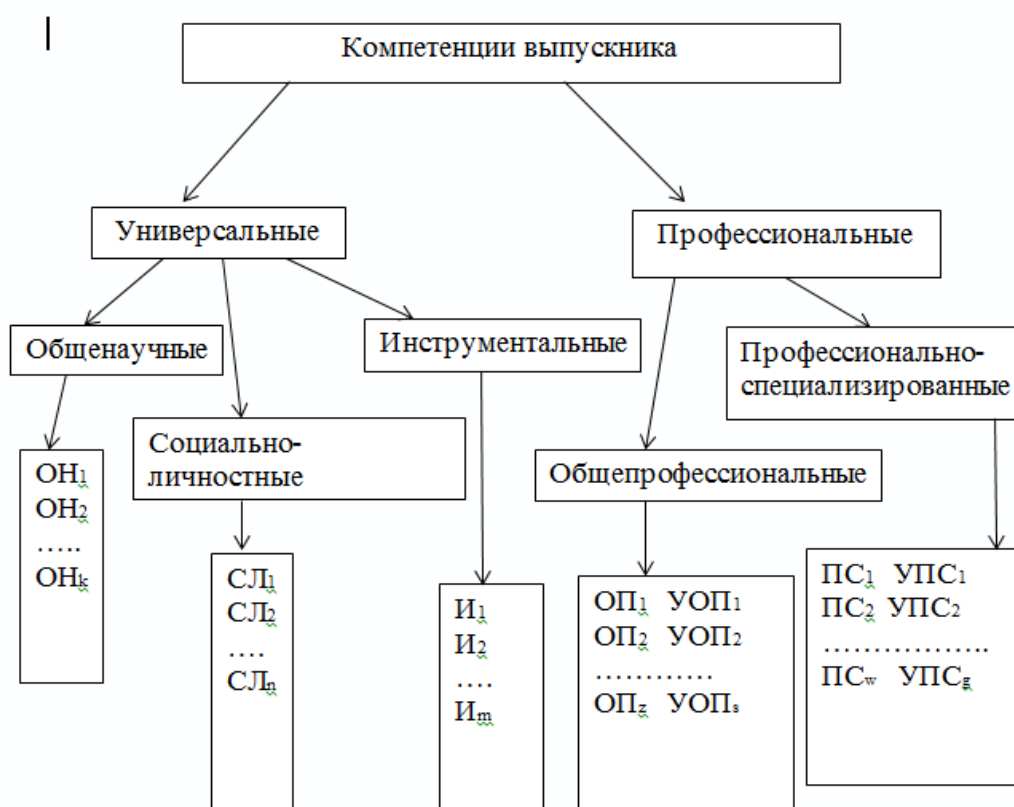 Компетенции выпускника
Универсальные
Профессиональные
Общенаучные
Инструментальные
Профессионально-
специализированные
Социально-
личностные
Общепрофессиональные
ОН₁
ОН₂
…..
ОНk
СЛ₁
СЛ₂
….
СЛn
И₁
И₂
….
Иm
ОП₁ УОП₁
ОП₂ УОП₂
…………
ОПz УОПs
ПС₁ УПС₁
ПС₂ УПС₂
……………..
ПСw УПСg